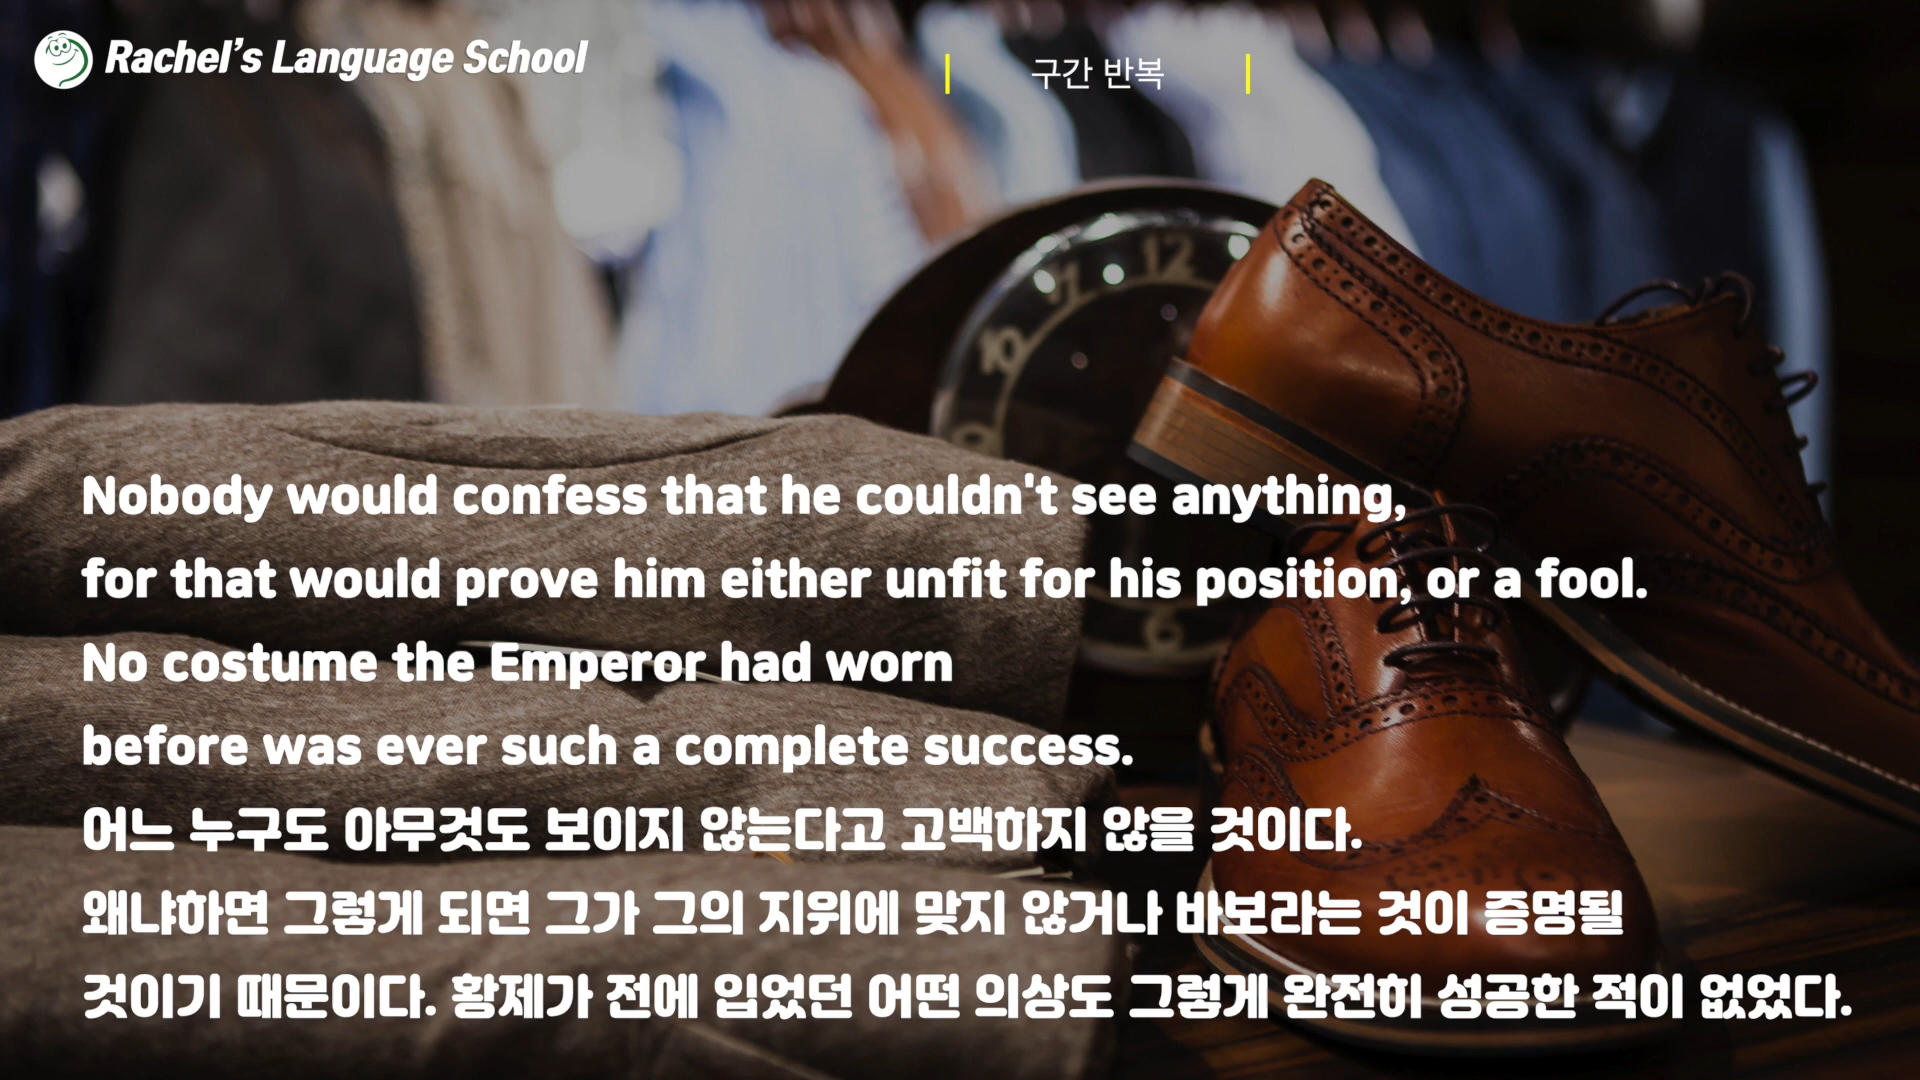 Rachel's Language School
구간 반복
Nobody would confess that he couldn't see anything,
for that would prove him either unfit for his position, or a fool.
No costume the Emperor had worn
before was ever such a complete success.
어느 누구도 아무것도 보이지 않는다고 고백하지 않을 것이다.
왜냐하면 그렇게 되면 그가 그의 지위에 맞지 않거나 바보라는 것이 증명될
것이기 때문이다. 황제가 전에 입었던 어떤 의상도 그렇게 완전히 성공한 적이 없었다.
12
11
10
9
6